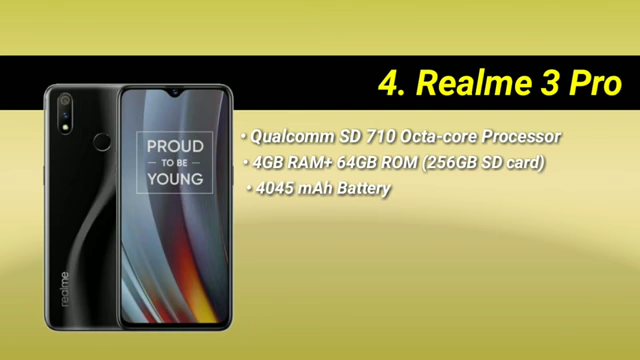 4. Realme 3 Pro
PROUD
TO BE
YOUNG
realme
• Qualcomm SD 710 Octa-core Processor
• 4GB RAM+ 64GB ROM (256GB SD card)
• 4045 mAh Battery